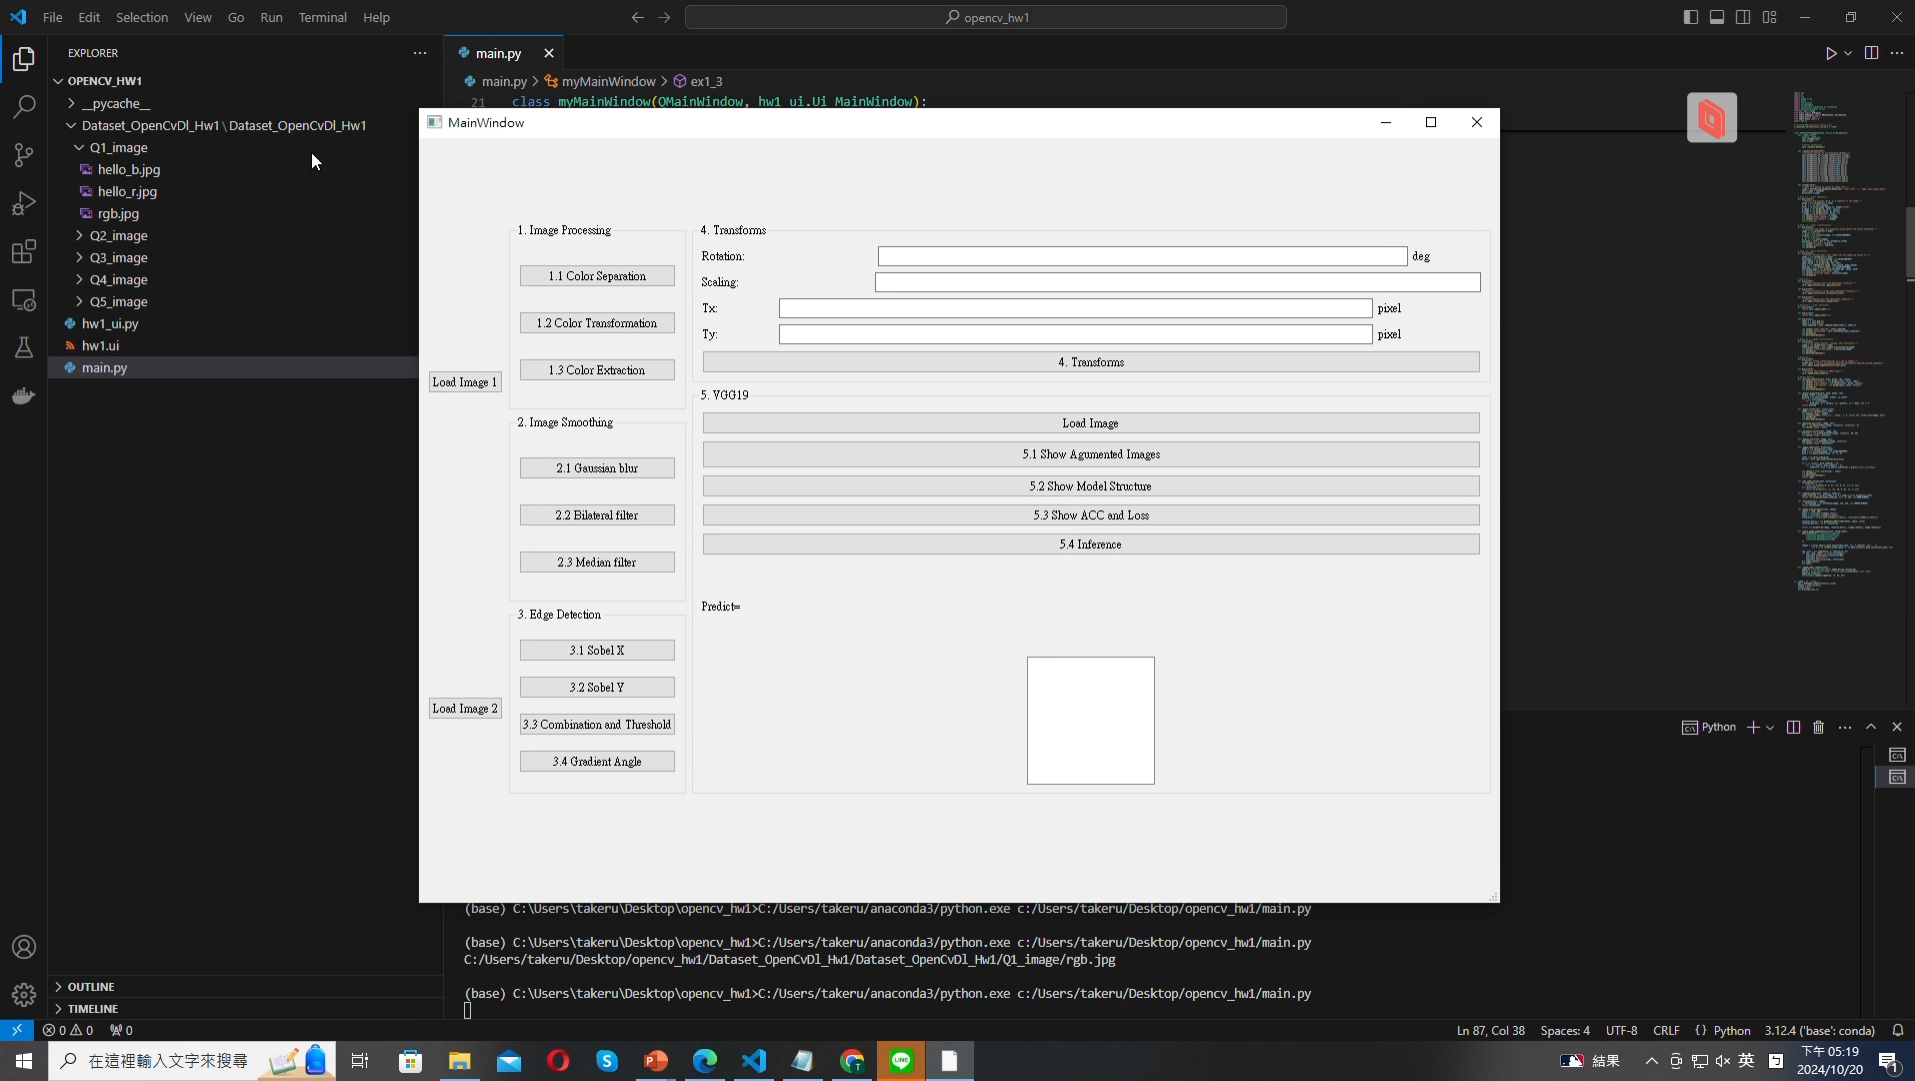 File Edit Selection View Go Run Terminal Help
opencv_hw1
EXPLORER
OPENCV_HW1
__pycache__
Dataset_OpenCvDl_Hw1\Dataset_OpenCvDl_Hw1
Q1_image
hello_b.jpg
hello_r.jpg
rgb.jpg
Q2_image
Q3_image
Q4_image
Q5_image
hw1_ui.py
hw1.ui
main.py
OUTLINE
TIMELINE
main.py
main.py > myMainWindow > ex1_3
21 class myMainWindow(QMainWindow, hw1_ui.Ui_MainWindow):
MainWindow
Load Image 1
Load Image 2
1. Image Processing
1.1 Color Separation
1.2 Color Transformation
1.3 Color Extraction
2. Image Smoothing
2.1 Gaussian blur
2.2 Bilateral filter
2.3 Median filter
3. Edge Detection
3.1 Sobel X
3.2 Sobel Y
3.3 Combination and Threshold
3.4 Gradient Angle
4. Transforms
Rotation: deg
Scaling:
Tx: pixel
Ty: pixel
4. Transforms
5. VGG19
Load Image
5.1 Show Agumented Images
5.2 Show Model Structure
5.3 Show ACC and Loss
5.4 Inference
Predict=
Python
(base) C:\Users\takeru\Desktop\opencv_hw1>C:/Users/takeru/anaconda3/python.exe c:/Users/takeru/Desktop/opencv_hw1/main.py
(base) C:\Users\takeru\Desktop\opencv_hw1>C:/Users/takeru/anaconda3/python.exe c:/Users/takeru/Desktop/opencv_hw1/main.py
C:/Users/takeru/Desktop/opencv_hw1/Dataset_OpenCvDl_Hw1/Dataset_OpenCvDl_Hw1/Q1_image/rgb.jpg
(base) C:\Users\takeru\Desktop\opencv_hw1>C:/Users/takeru/anaconda3/python.exe c:/Users/takeru/Desktop/opencv_hw1/main.py
0 0 0
Ln 87, Col 38 Spaces: 4 UTF-8 CRLF {} Python 3.12.4 ('base': conda)
在這裡輸入文字來搜尋
結果
英
下午 05:19
2024/10/20
1